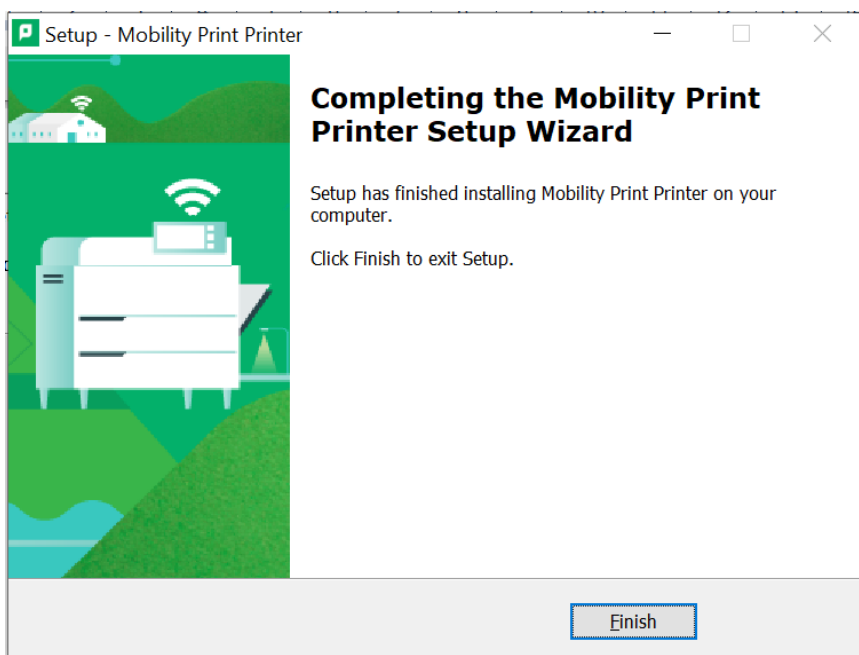 Setup - Mobility Print Printer
Completing the Mobility Print
Printer Setup Wizard
Setup has finished installing Mobility Print Printer on your
computer.
Click Finish to exit Setup.
Finish